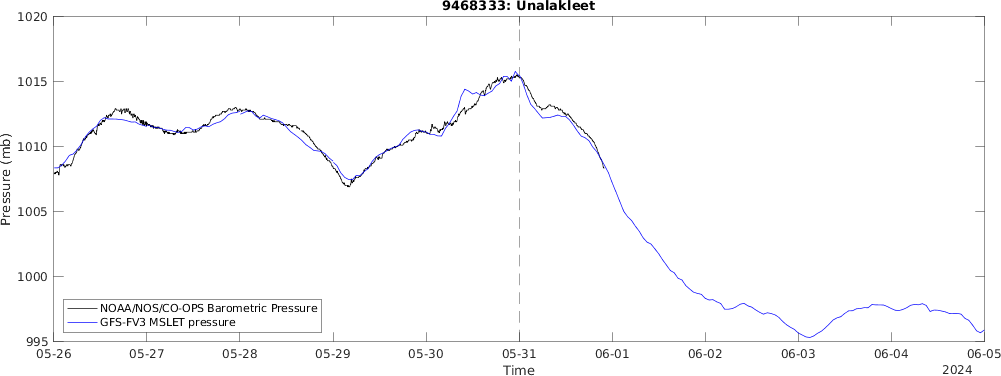 9468333: Unalakleet
1020
1015
1010
1005
1000
995
Pressure (mb)
NOAA/NOS/CO-OPS Barometric Pressure
GFS-FV3 MSLET pressure
05-26 05-27 05-28 05-29 05-30 05-31 06-01 06-02 06-03 06-04 06-05
Time
2024